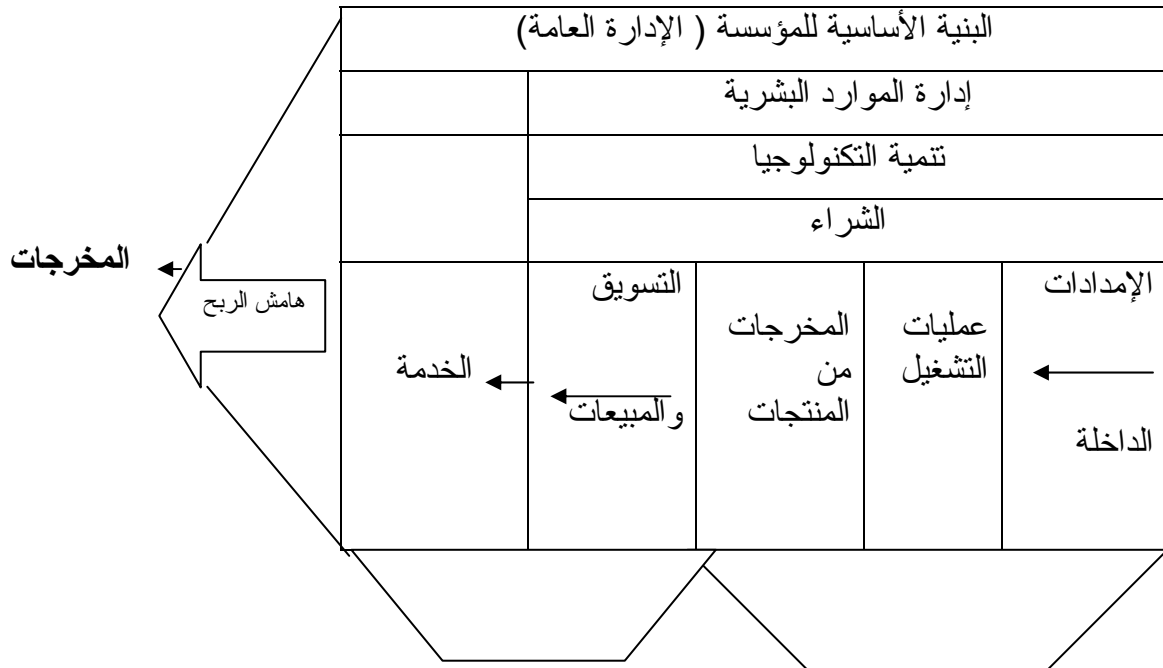 البنية الأساسية للمؤسسة ( الإدارة العامة)
إدارة الموارد البشرية
تنمية التكنولوجيا
الشراء
الإمدادات
الداخلة
عمليات
التشغيل
المخرجات
من
المنتجات
التسويق
والمبيعات
الخدمة
هامش الربح
المخرجات